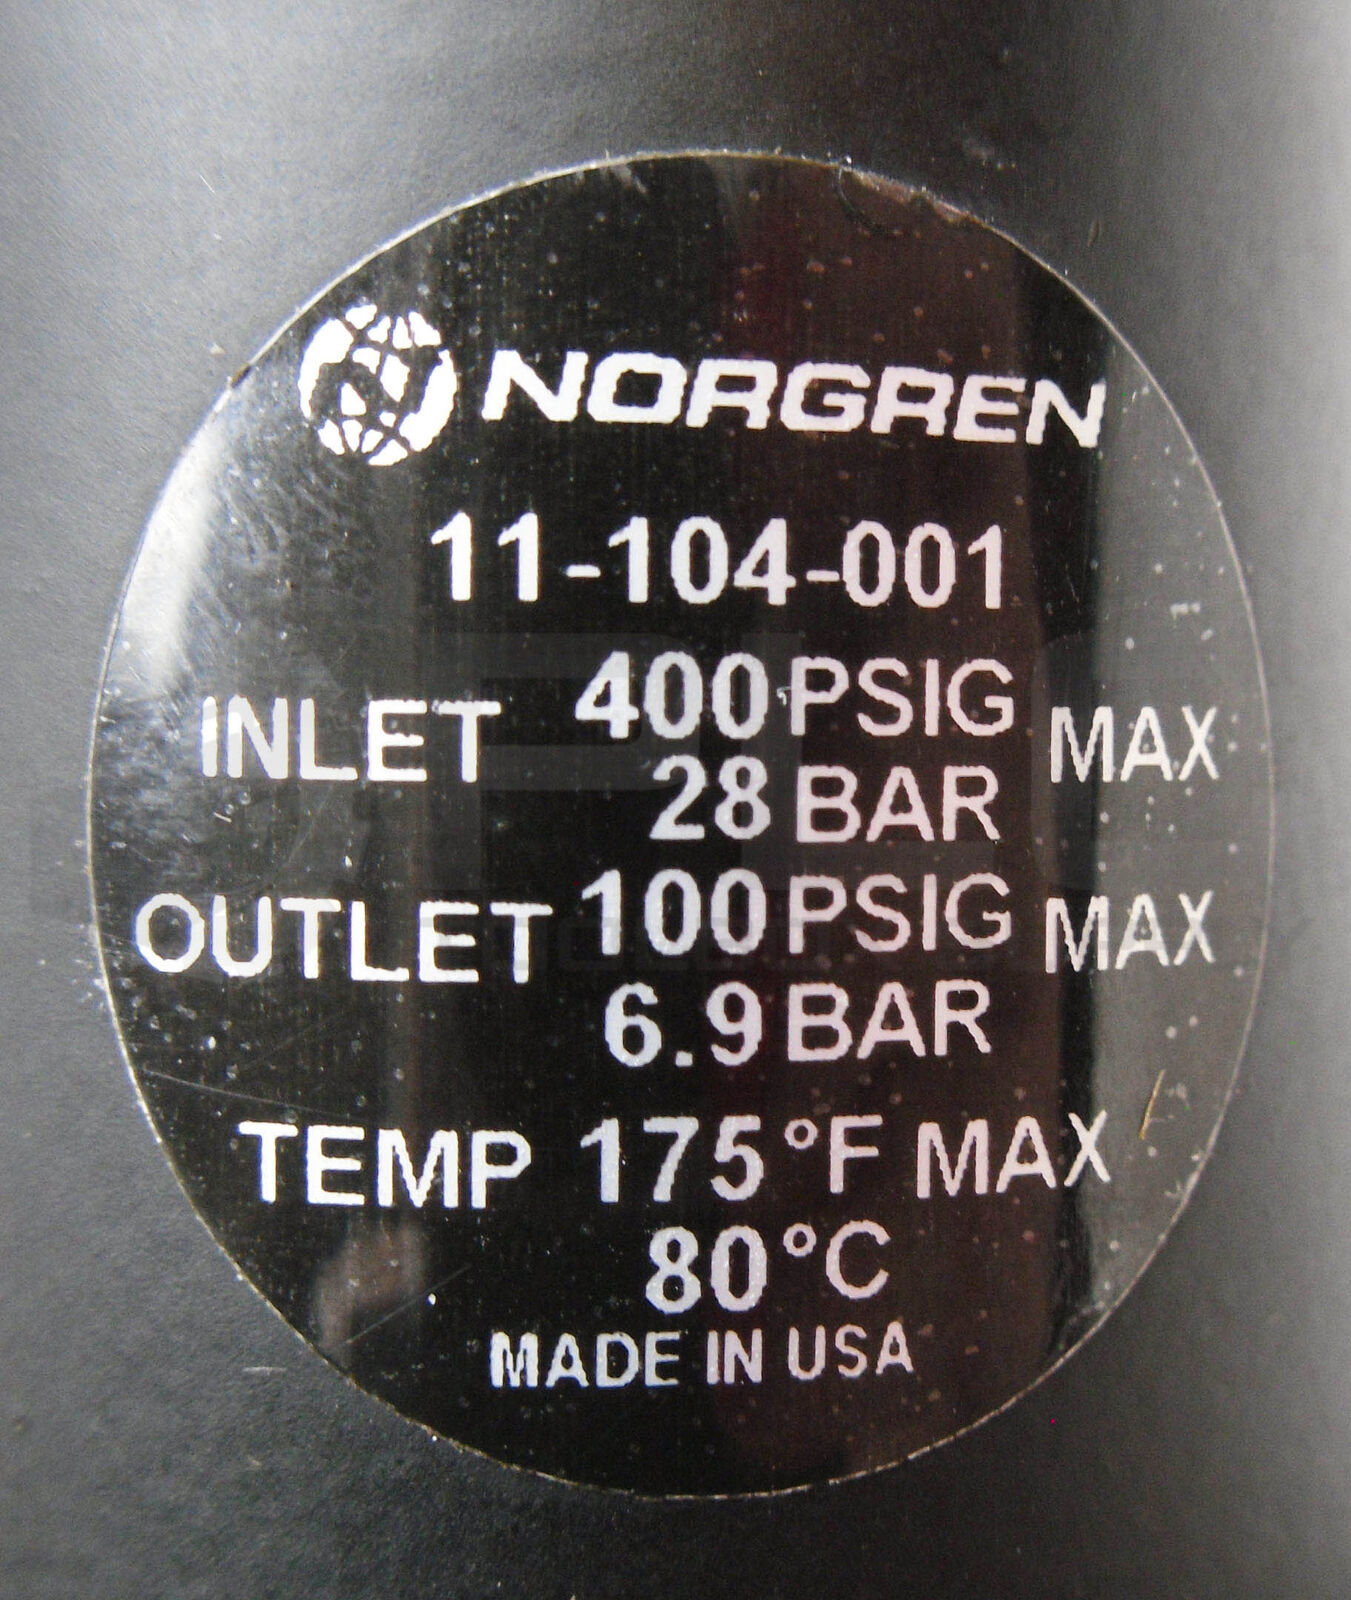 NORGREN
11-104-001
INLET 400 PSIG MAX
28 BAR
OUTLET 100 PSIG MAX
6.9 BAR
TEMP 175 °F MAX
80 °C
MADE IN USA